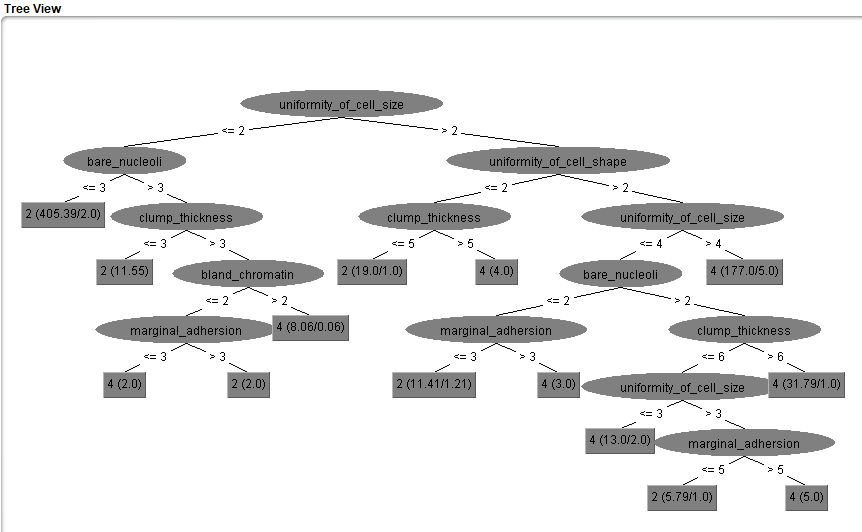 Tree View
uniformity_of_cell_size
<= 2
> 2
bare_nucleoli
uniformity_of_cell_shape
<= 3
> 3
<= 2
> 2
2 (405.39/2.0)
clump_thickness
clump_thickness
uniformity_of_cell_size
<= 3
> 3
<= 5
> 5
<= 4
> 4
2 (11.55)
bland_chromatin
2 (19.0/1.0)
4 (4.0)
bare_nucleoli
4 (177.0/5.0)
<= 2
> 2
<= 2
> 2
marginal_adhersion
4 (8.06/0.06)
marginal_adhersion
clump_thickness
<= 3
> 3
<= 3
> 3
<= 6
> 6
4 (2.0)
2 (2.0)
2 (11.41/1.21)
4 (3.0)
uniformity_of_cell_size
4 (31.79/1.0)
<= 3
> 3
4 (13.0/2.0)
marginal_adhersion
<= 5
> 5
2 (5.79/1.0)
4 (5.0)